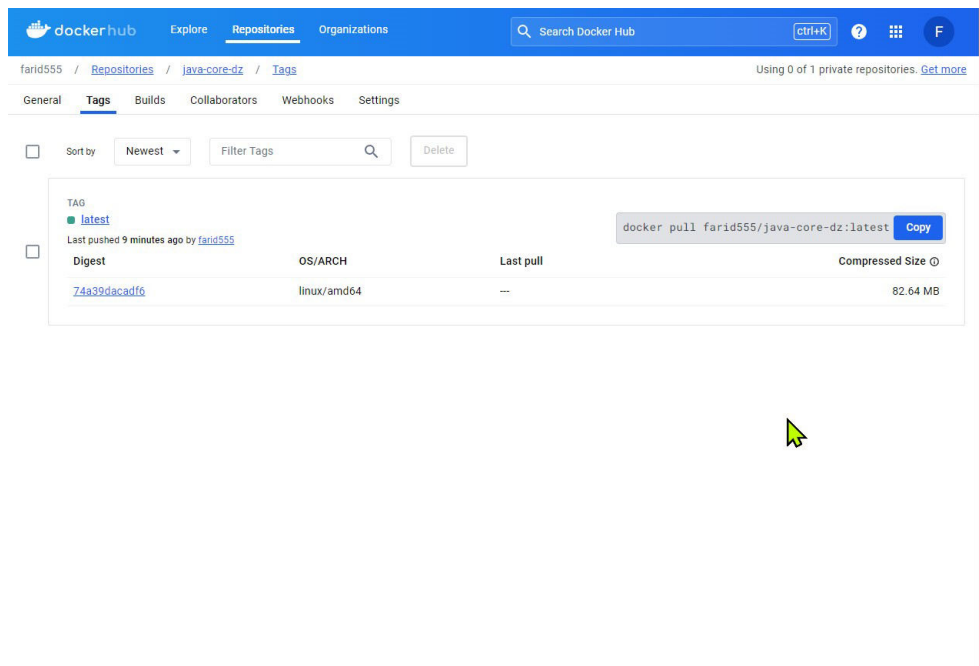 dockerhub Explore Repositories Organizations Search Docker Hub ctrl+K ? F
farid555 / Repositories / java-core-dz / Tags Using 0 of 1 private repositories. Get more
General Tags Builds Collaborators Webhooks Settings
Sort by Newest Filter Tags Delete
TAG
latest
docker pull farid555/java-core-dz:latest Copy
Last pushed 9 minutes ago by farid555
Digest OS/ARCH Last pull Compressed Size
74a39dacadf6 linux/amd64 --- 82.64 MB